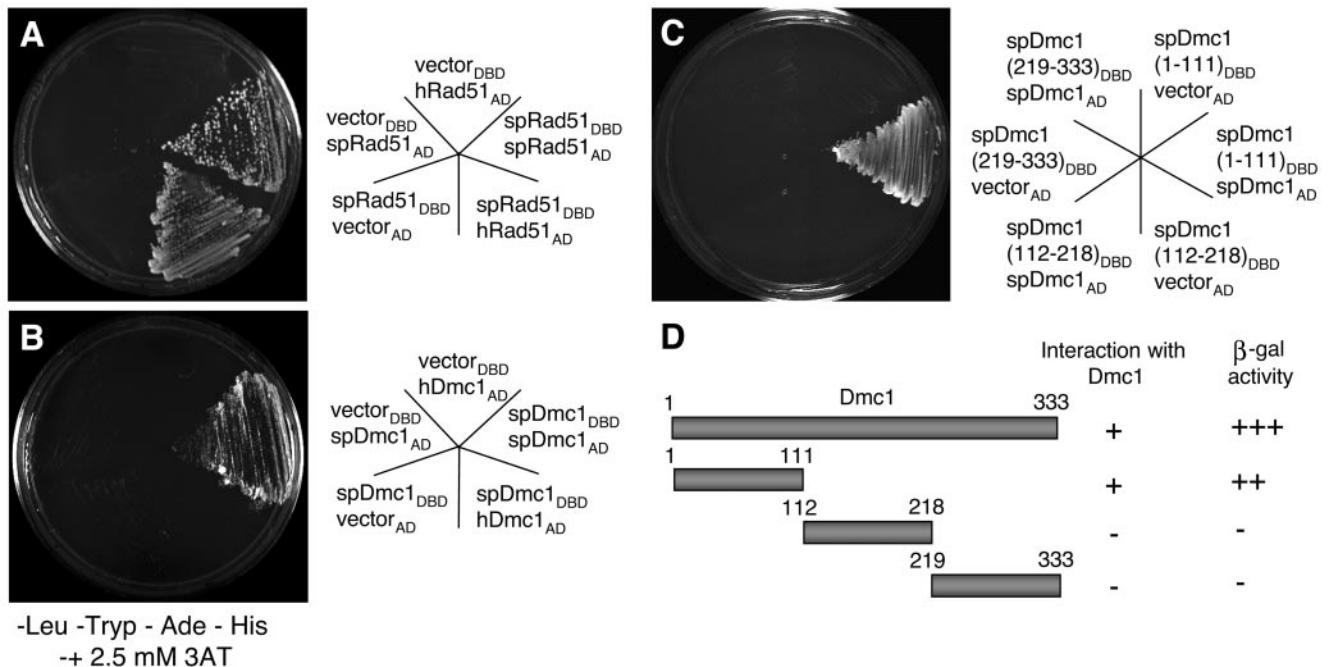 A
vector DBD
hRad51 AD
vector DBD
spRad51 AD
spRad51 DBD
spRad51 AD
spRad51 DBD
vector AD
spRad51 DBD
hRad51 AD
B
vector DBD
hDmc1 AD
vector DBD
spDmc1 AD
spDmc1 DBD
spDmc1 AD
spDmc1 DBD
vector AD
spDmc1 DBD
hDmc1 AD
-Leu -Tryp - Ade - His
-+ 2.5 mM 3AT
C
spDmc1
(219-333) DBD
spDmc1 AD
spDmc1
(1-111) DBD
vector AD
spDmc1
(219-333) DBD
vector AD
spDmc1
(1-111) DBD
spDmc1 AD
spDmc1
(112-218) DBD
spDmc1 AD
spDmc1
(112-218) DBD
vector AD
D
Interaction with
Dmc1
β-gal
activity
1 Dmc1 333
+ +++
1 111
+ ++
112 218
- -
219 333
- -